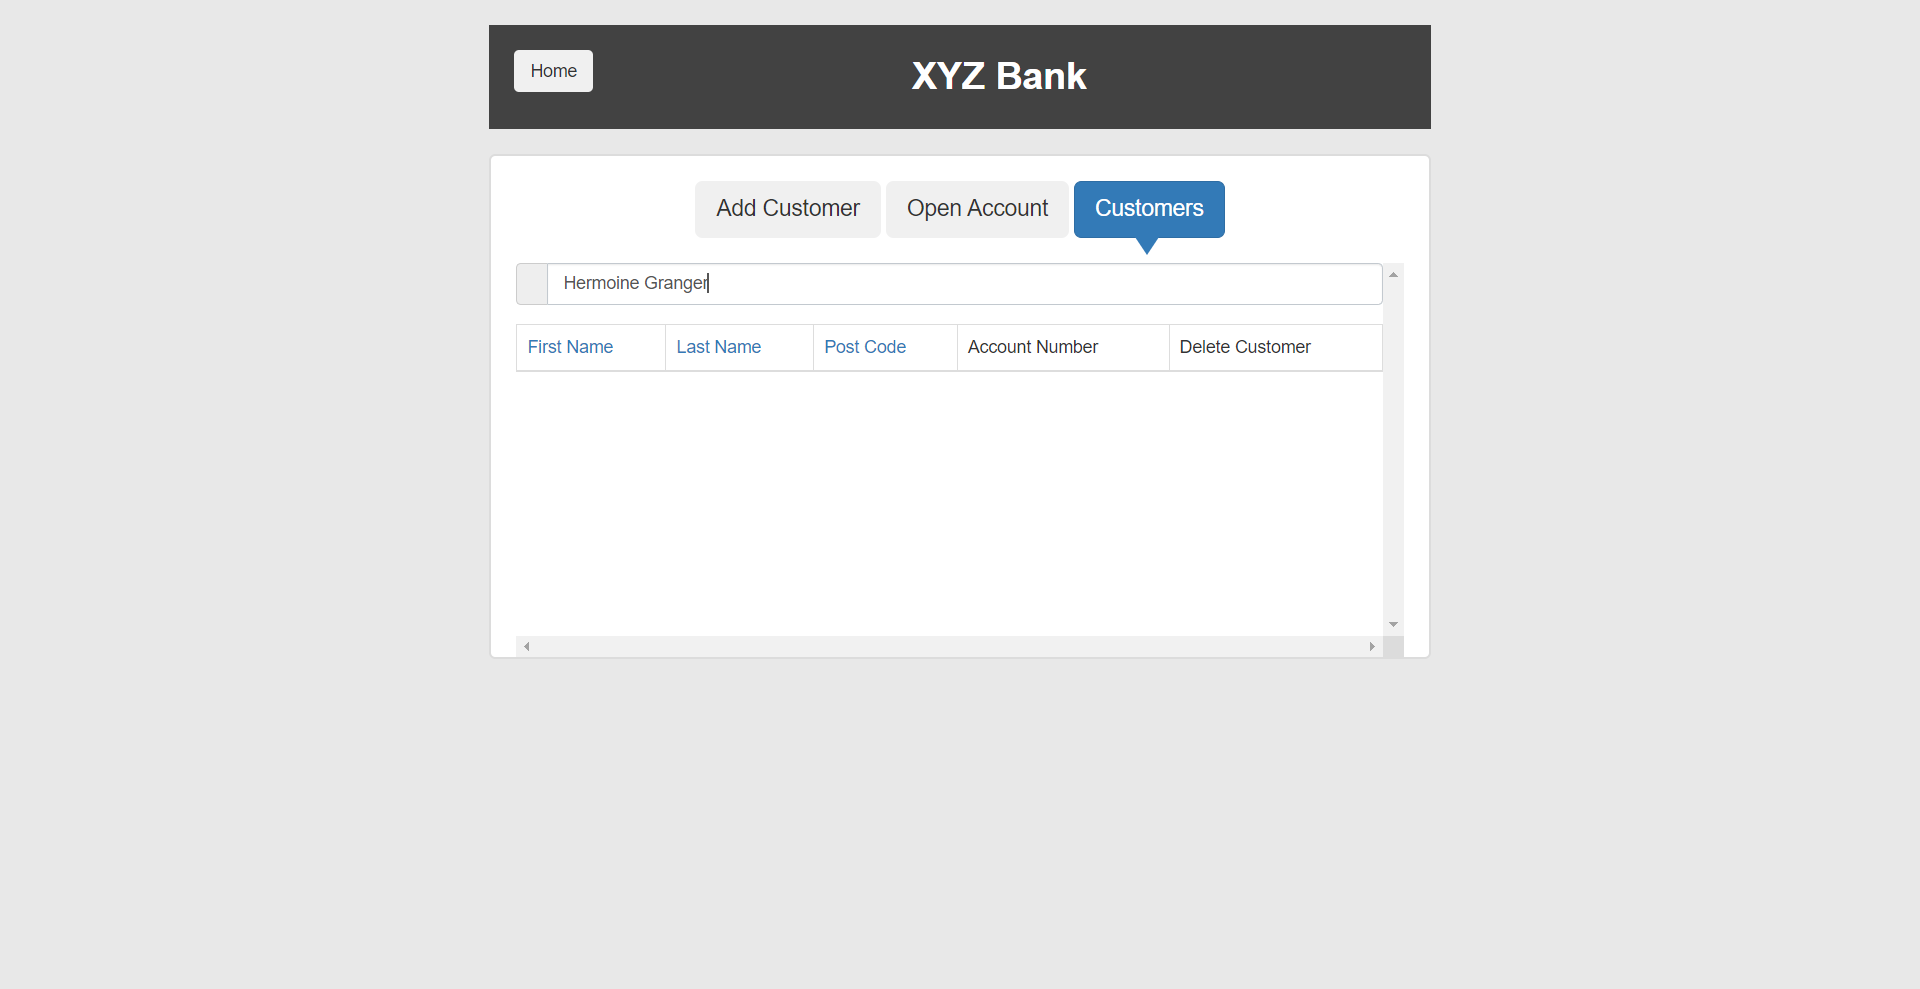 Home
XYZ Bank
Add Customer Open Account Customers
Hermoine Granger
First Name Last Name Post Code Account Number Delete Customer